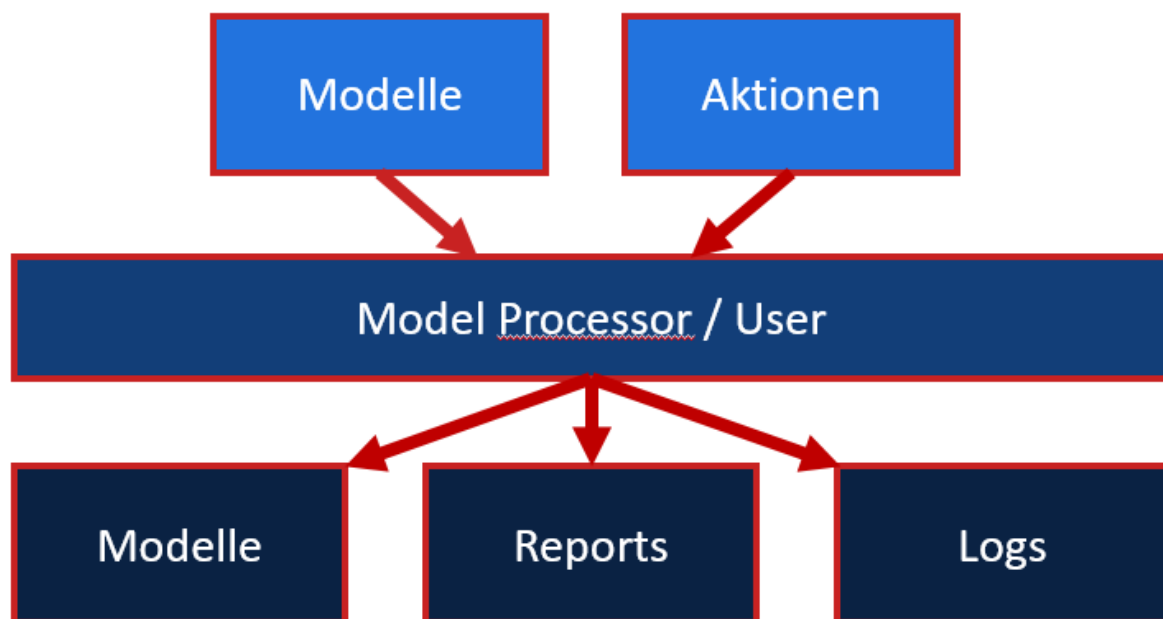 Modelle
Aktionen
Model Processor / User
Modelle
Reports
Logs